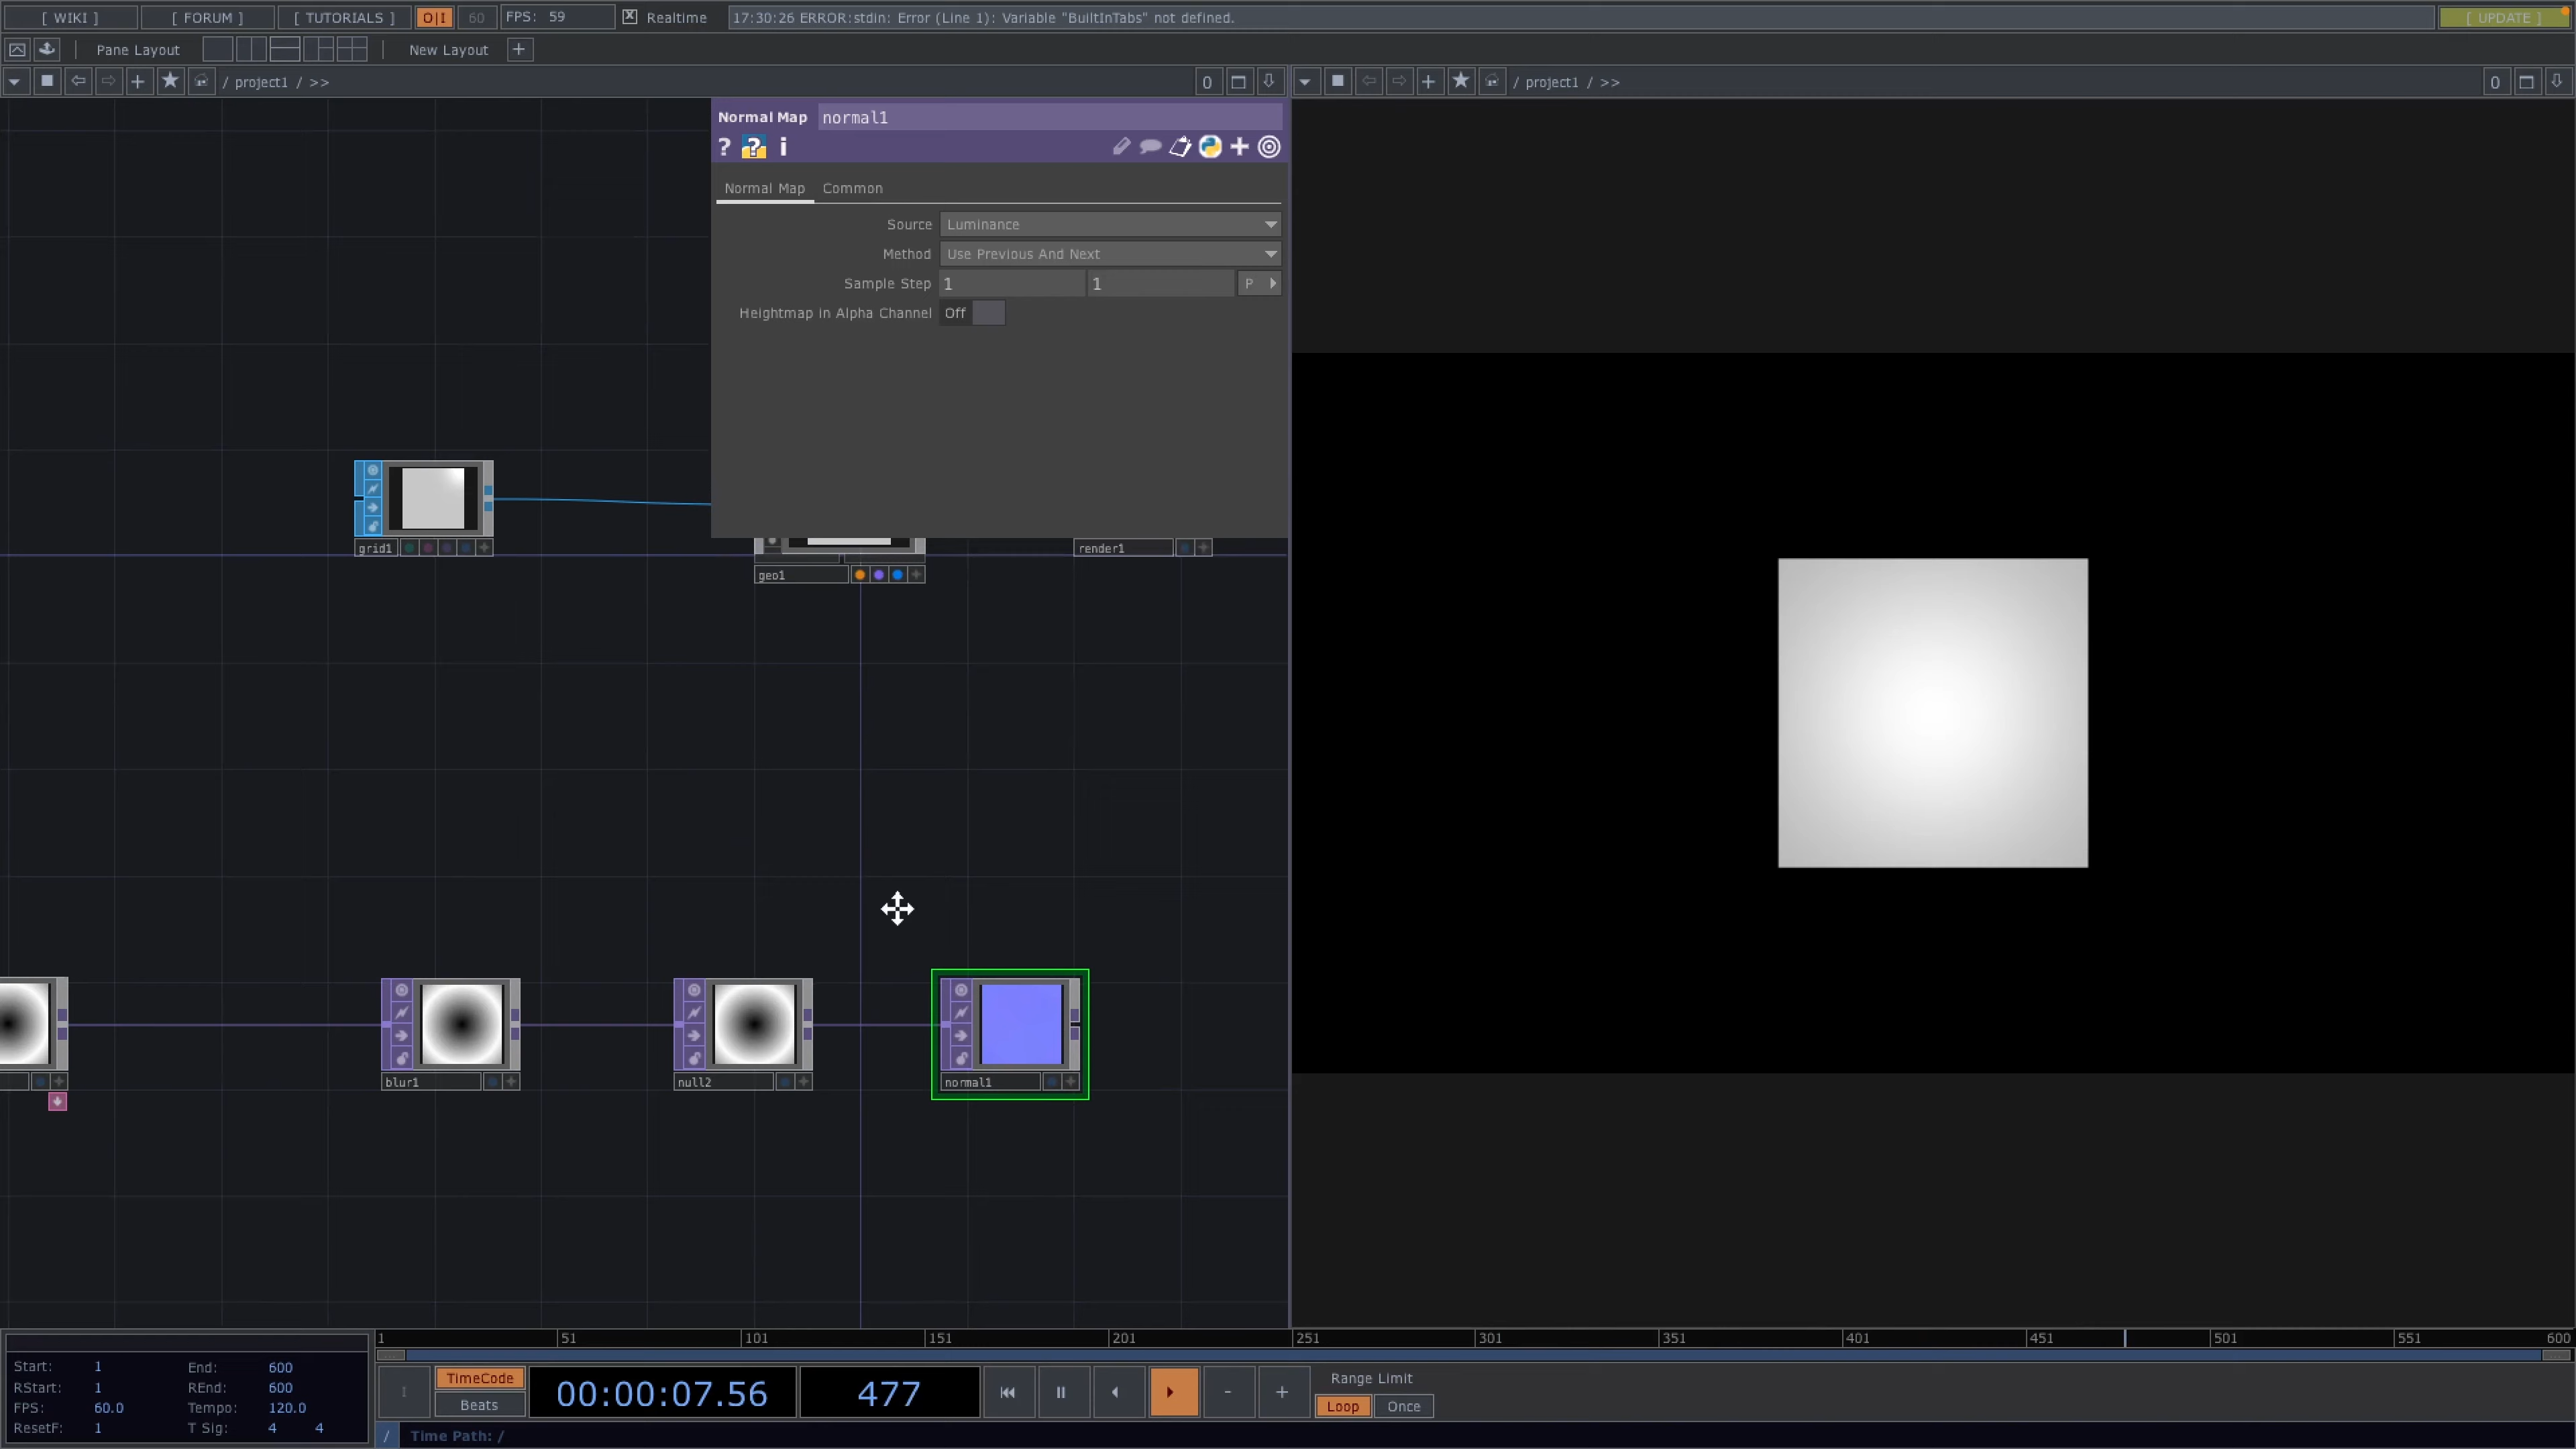 [ WIKI ] [ FORUM ] [ TUTORIALS ] O|I 60 FPS: 59 X Realtime 17:30:26 ERROR:stdin: Error (Line 1): Variable "BuiltInTabs" not defined. [ UPDATE ]
Pane Layout New Layout +
/ project1 / >> 0 / project1 / >> 0
Normal Map normal1
? ? i
Normal Map Common
Source Luminance
Method Use Previous And Next
Sample Step 1 1 P
Heightmap in Alpha Channel Off
grid1 render1
geo1
blur1 null2 normal1
1 51 101 151 201 251 301 351 401 451 501 551 600
Start: 1 End: 600
RStart: 1 REnd: 600
FPS: 60.0 Tempo: 120.0
ResetF: 1 T Sig: 4 4
TimeCode
Beats
00:00:07.56 477 - +
Range Limit
Loop Once
/ Time Path: /